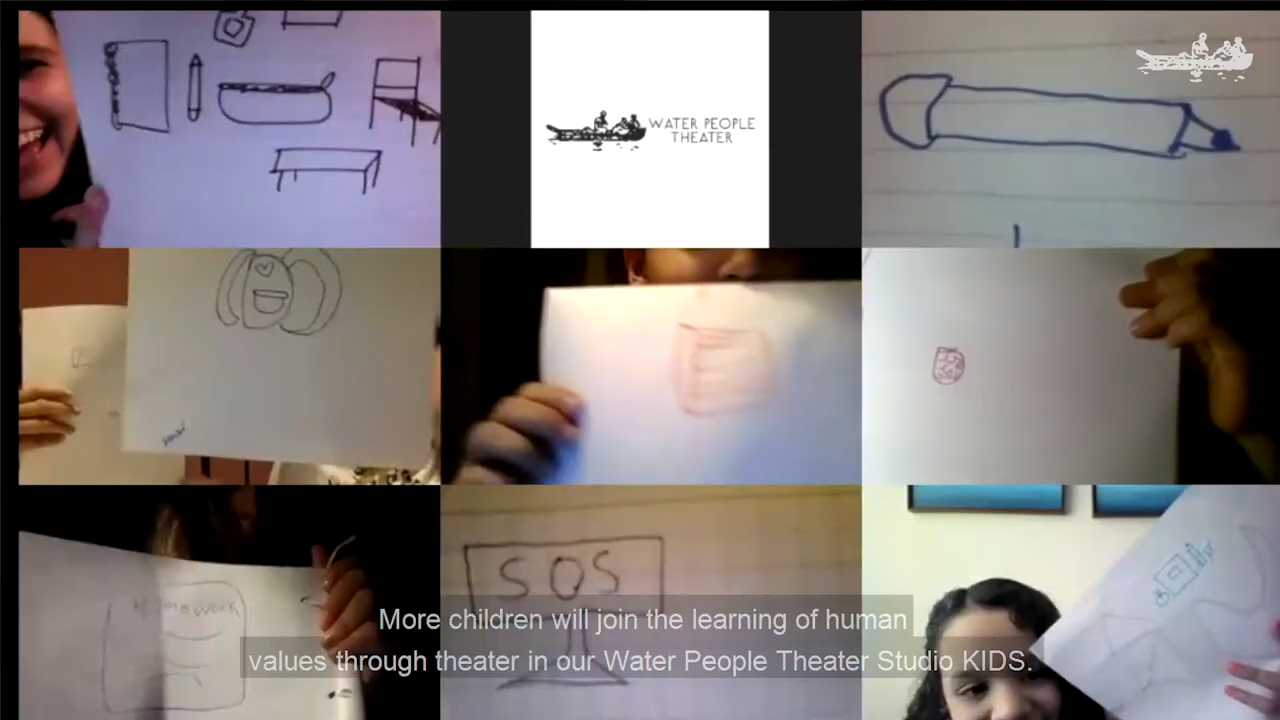 WATER PEOPLE
THEATER
HOMEWORK
SOS
More children will join the learning of human
values through theater in our Water People Theater Studio KIDS.